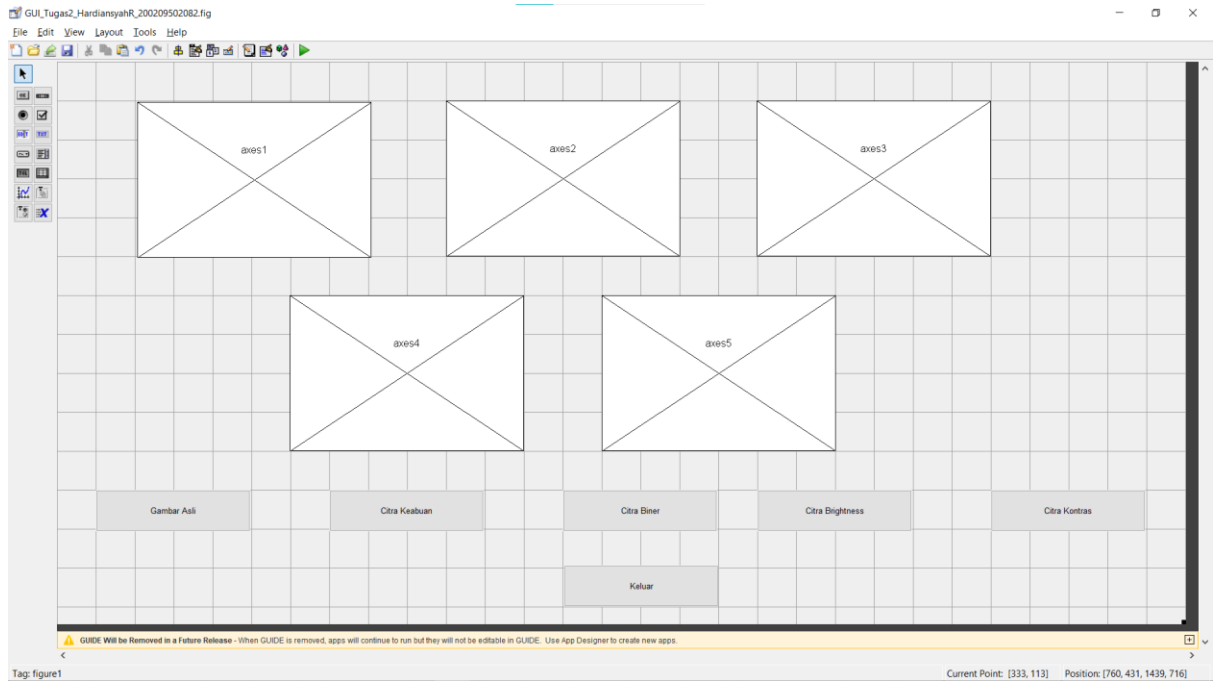 GUI_Tugas2_HardiansyahR_200209502082.fig
File Edit View Layout Tools Help
axes1
axes2
axes3
axes4
axes5
Gambar Asli
Citra Keabuan
Citra Biner
Citra Brightness
Citra Kontras
Keluar
GUIDE Will be Removed in a Future Release - When GUIDE is removed, apps will continue to run but they will not be editable in GUIDE. Use App Designer to create new apps.
Tag: figure1
Current Point: [333, 113] Position: [760, 431, 1439, 716]